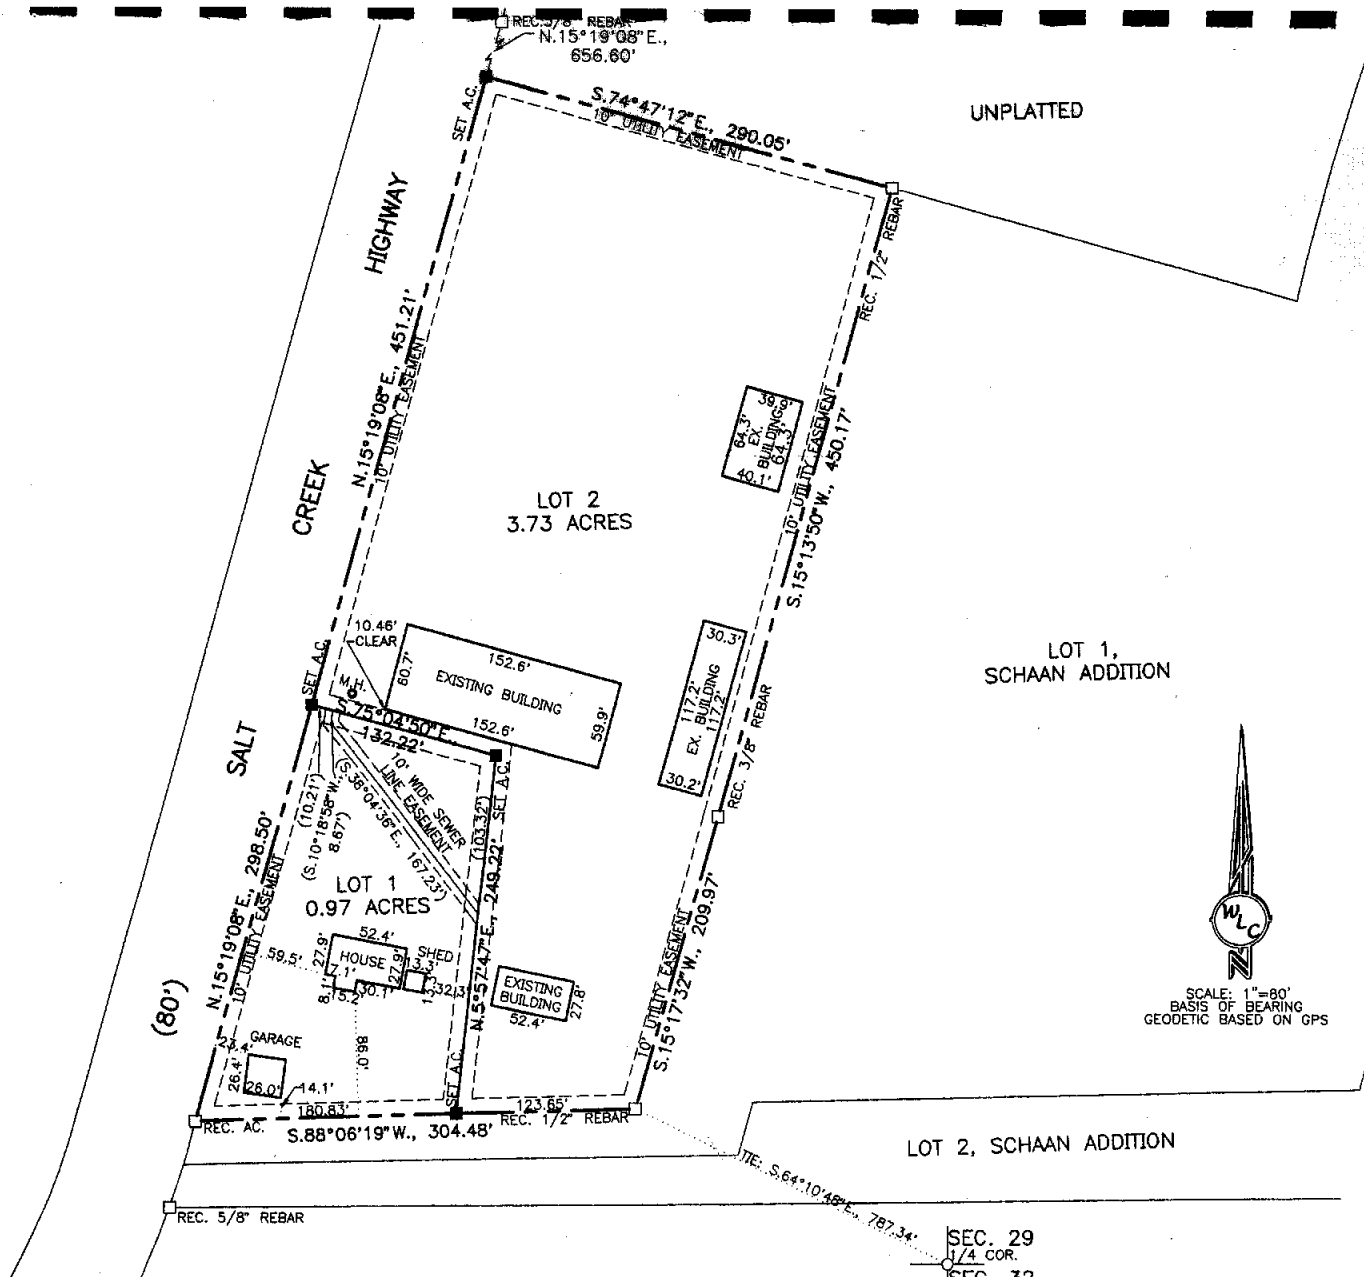 REC. 5/8" REBAR
N.15°19'08"E.,
656.60'
SET A.C.
S.74°47'12"E., 290.05'
10' UTILITY EASEMENT
UNPLATTED
HIGHWAY
REC. 1/2" REBAR
N.15°19'08"E., 451.21'
10' UTILITY EASEMENT
39.9'
64.3'
EX.
BUILDING
64.3'
40.1'
10' UTILITY EASEMENT
S.15°13'50"W., 450.17'
CREEK
LOT 2
3.73 ACRES
10.46'
CLEAR
60.7'
152.6'
EXISTING BUILDING
152.6'
59.9'
30.3'
117.2'
EX. BUILDING
117.2'
30.2'
REC. 3/8" REBAR
LOT 1,
SCHAAN ADDITION
SET A.C.
M.H.
S.75°04'50"E.,
132.22'
SALT
10' WIDE SEWER
LINE EASEMENT
(S.38°04'36"E., 167.23')
(10.21')
(S.10°18'58"W.,
8.67')
(103.32')
SET A.C.
N.15°19'08"E., 298.50'
10' UTILITY EASEMENT
LOT 1
0.97 ACRES
N.5°57'47"E., 249.22'
S.15°17'32"W., 209.97'
10' UTILITY EASEMENT
52.4'
27.9'
HOUSE
27.9'
SHED
59.5'
7.1'
8.1'
15.2'
30.1'
32.3'
EXISTING
BUILDING
27.8'
52.4'
(80')
GARAGE
23.4'
26.4'
26.0'
14.1'
86.0'
SET A.C.
WLC
SCALE: 1"=80'
BASIS OF BEARING
GEODETIC BASED ON GPS
180.83'
123.65'
REC. AC.
S.88°06'19"W., 304.48'
REC. 1/2" REBAR
LOT 2, SCHAAN ADDITION
TIE: S.64°10'48"E., 787.34'
REC. 5/8" REBAR
SEC. 29
1/4 COR.
SEC. 32